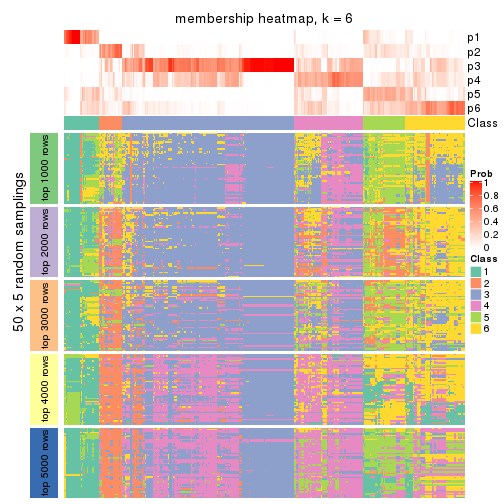 membership heatmap, k = 6
p1
p2
p3
p4
p5
p6
Class
50 x 5 random samplings
top 1000 rows
top 2000 rows
top 3000 rows
top 4000 rows
top 5000 rows
Prob
1
0.8
0.6
0.4
0.2
0
Class
1
2
3
4
5
6